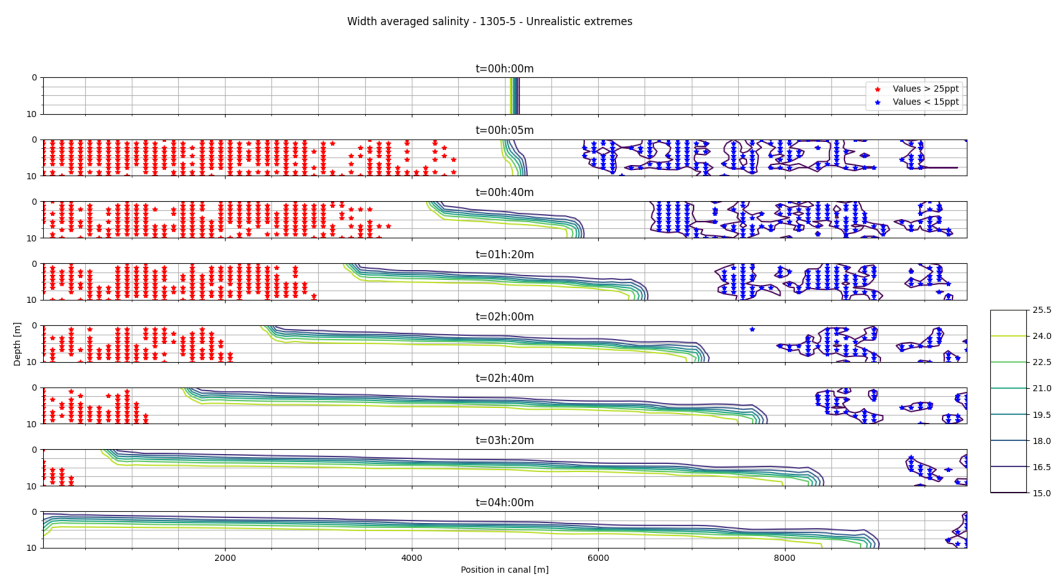 Width averaged salinity - 1305-5 - Unrealistic extremes
t=00h:00m
0
10
Values > 25ppt
Values < 15ppt
t=00h:05m
0
10
t=00h:40m
0
10
t=01h:20m
0
10
t=02h:00m
0
10
t=02h:40m
0
10
t=03h:20m
0
10
t=04h:00m
0
10
2000 4000 6000 8000
Position in canal [m]
Depth [m]
25.5
24.0
22.5
21.0
19.5
18.0
16.5
15.0